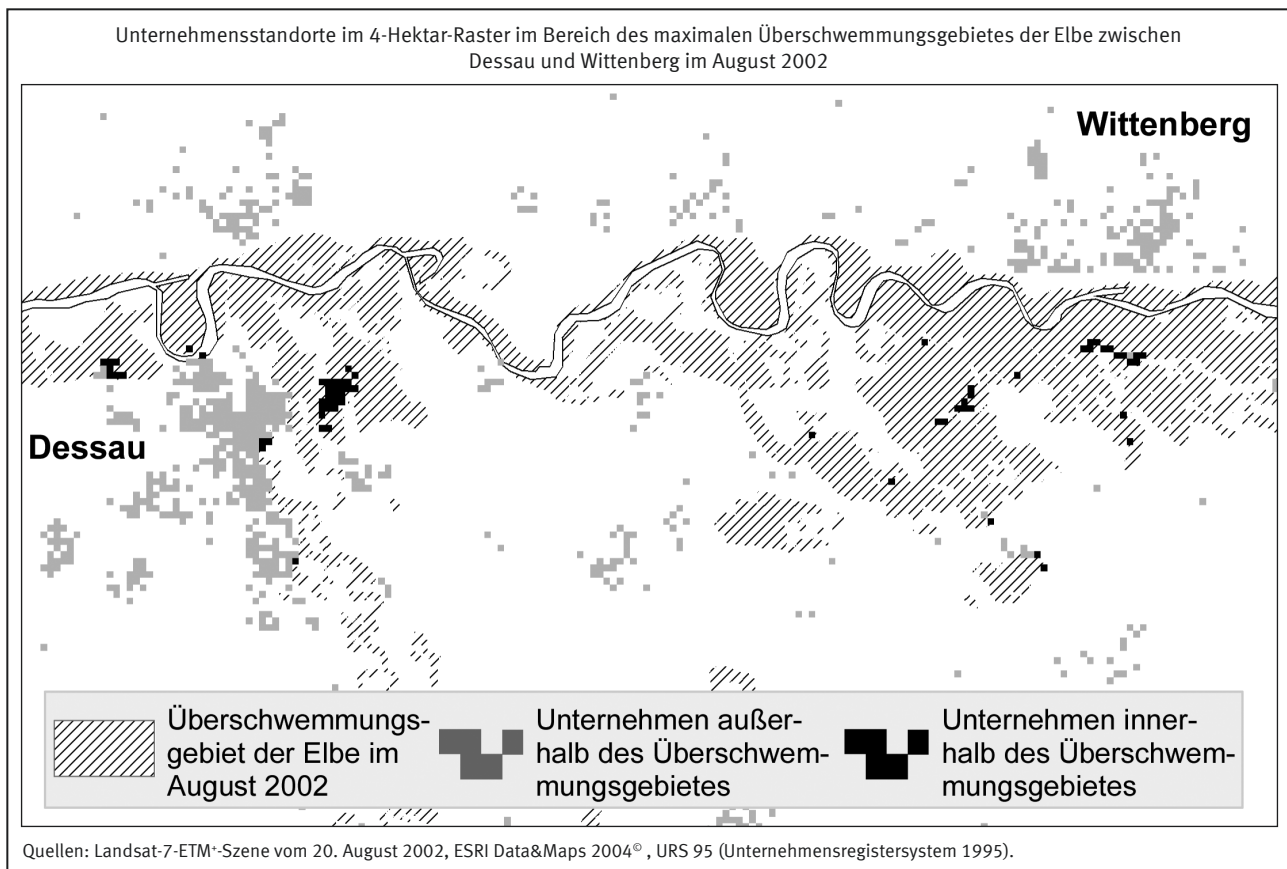 Unternehmensstandorte im 4-Hektar-Raster im Bereich des maximalen Überschwemmungsgebietes der Elbe zwischen
Dessau und Wittenberg im August 2002
Wittenberg
Dessau
Überschwemmungs-
gebiet der Elbe im
August 2002
Unternehmen außer-
halb des Überschwem-
mungsgebietes
Unternehmen inner-
halb des Überschwem-
mungsgebietes
Quellen: Landsat-7-ETM⁺-Szene vom 20. August 2002, ESRI Data&Maps 2004© , URS 95 (Unternehmensregistersystem 1995).